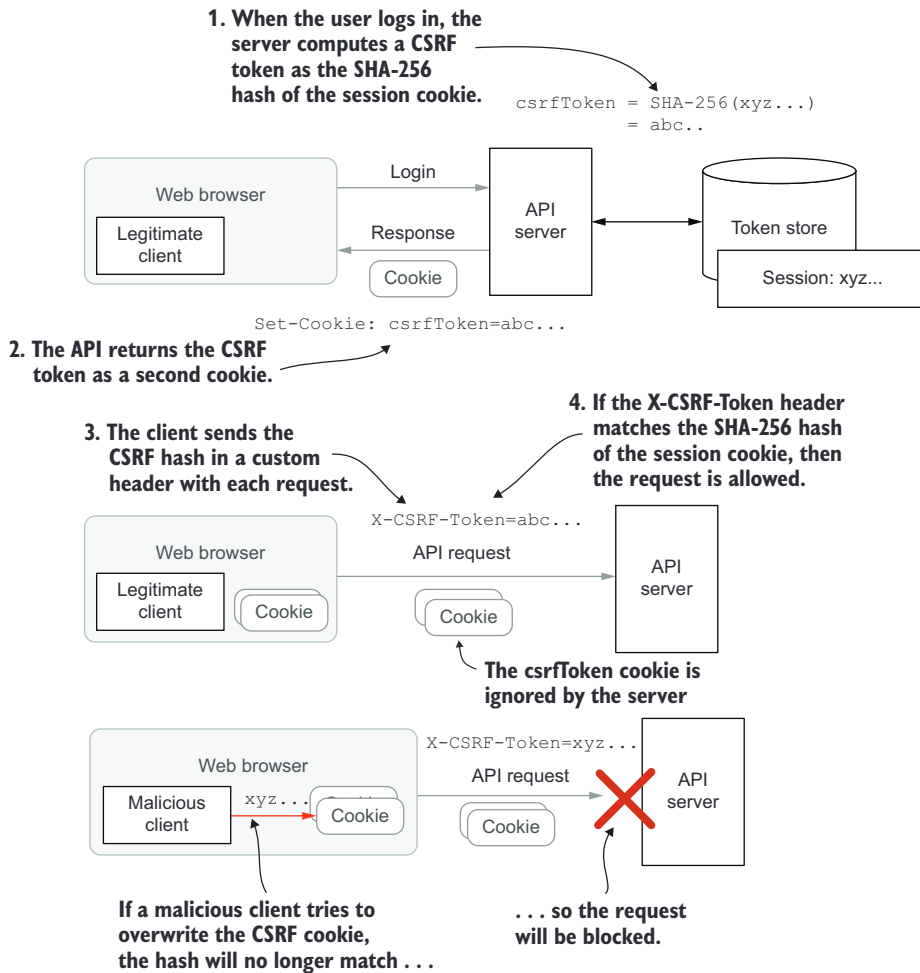 1. When the user logs in, the
server computes a CSRF
token as the SHA-256
hash of the session cookie.
csrfToken = SHA-256(xyz...)
= abc..
Web browser
Legitimate
client
Login
Response
Cookie
API
server
Token store
Session: xyz...
Set-Cookie: csrfToken=abc...
2. The API returns the CSRF
token as a second cookie.
3. The client sends the
CSRF hash in a custom
header with each request.
4. If the X-CSRF-Token header
matches the SHA-256 hash
of the session cookie, then
the request is allowed.
X-CSRF-Token=abc...
Web browser
Legitimate
client
Cookie
API request
Cookie
API
server
The csrfToken cookie is
ignored by the server
X-CSRF-Token=xyz...
Web browser
Malicious
client
xyz...
Cookie
API request
Cookie
API
server
If a malicious client tries to
overwrite the CSRF cookie,
the hash will no longer match . . .
. . . so the request
will be blocked.